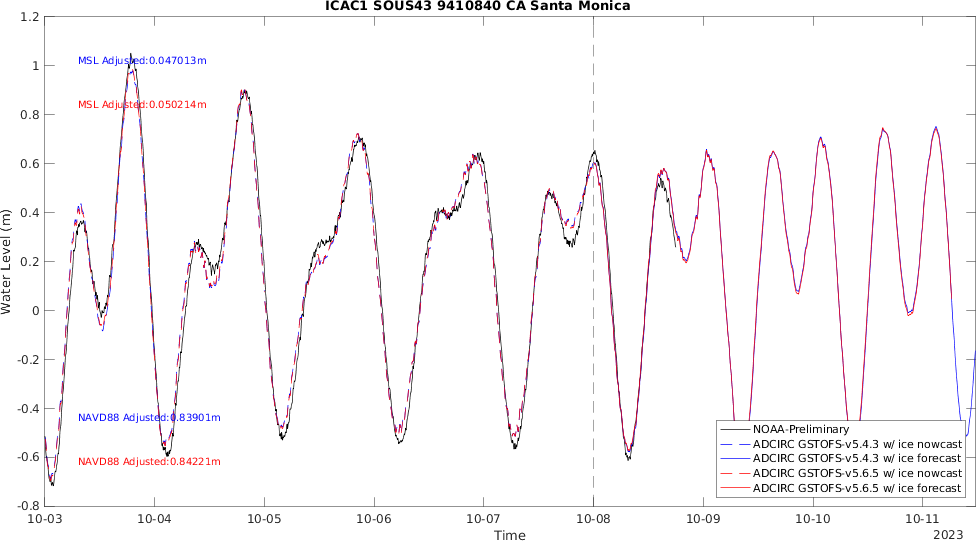 ICAC1 SOUS43 9410840 CA Santa Monica
1.2
1
0.8
0.6
0.4
0.2
0
-0.2
-0.4
-0.6
-0.8
Water Level (m)
MSL Adjusted:0.047013m
MSL Adjusted:0.050214m
NAVD88 Adjusted:0.83901m
NAVD88 Adjusted:0.84221m
NOAA-Preliminary
ADCIRC GSTOFS-v5.4.3 w/ ice nowcast
ADCIRC GSTOFS-v5.4.3 w/ ice forecast
ADCIRC GSTOFS-v5.6.5 w/ ice nowcast
ADCIRC GSTOFS-v5.6.5 w/ ice forecast
10-03 10-04 10-05 10-06 10-07 10-08 10-09 10-10 10-11
Time
2023